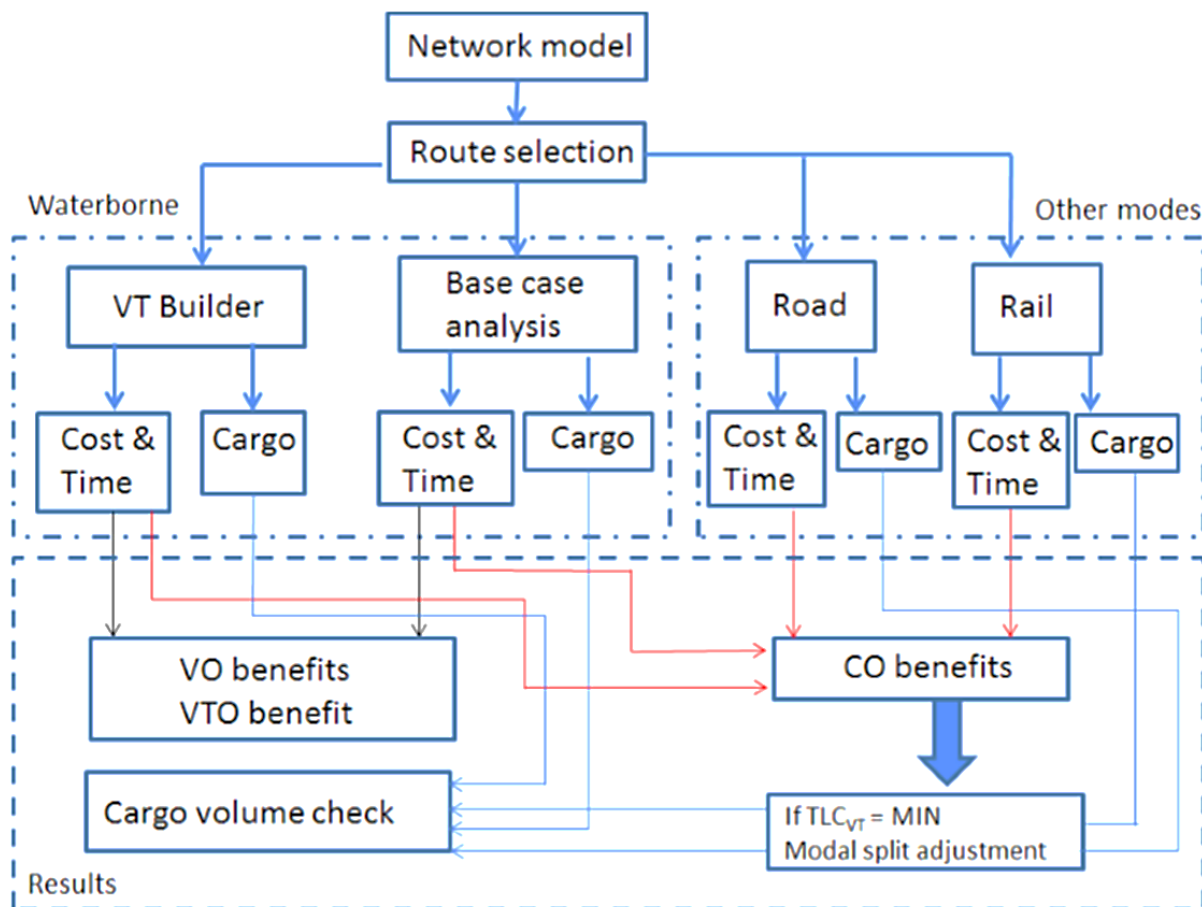 Network model
Route selection
Waterborne
Other modes
VT Builder
Base case
analysis
Road
Rail
Cost &
Time
Cargo
Cost &
Time
Cargo
Cost &
Time
Cargo
Cost &
Time
Cargo
VO benefits
VTO benefit
CO benefits
Cargo volume check
If TLCVT = MIN
Modal split adjustment
Results